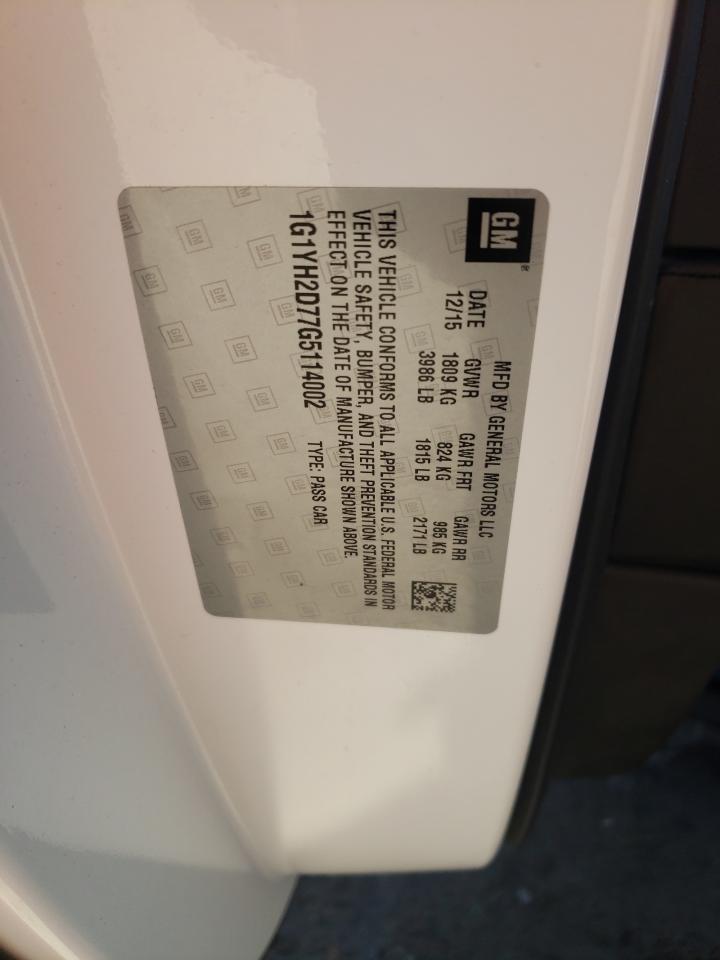 GM®
MFD BY GENERAL MOTORS LLC
DATE GVWR GAWR FRT GAWR RR
12/15 1809 KG 824 KG 985 KG
3986 LB 1815 LB 2171 LB
THIS VEHICLE CONFORMS TO ALL APPLICABLE U.S. FEDERAL MOTOR
VEHICLE SAFETY, BUMPER, AND THEFT PREVENTION STANDARDS IN
EFFECT ON THE DATE OF MANUFACTURE SHOWN ABOVE.
1G1YH2D77G5114002 TYPE: PASS CAR